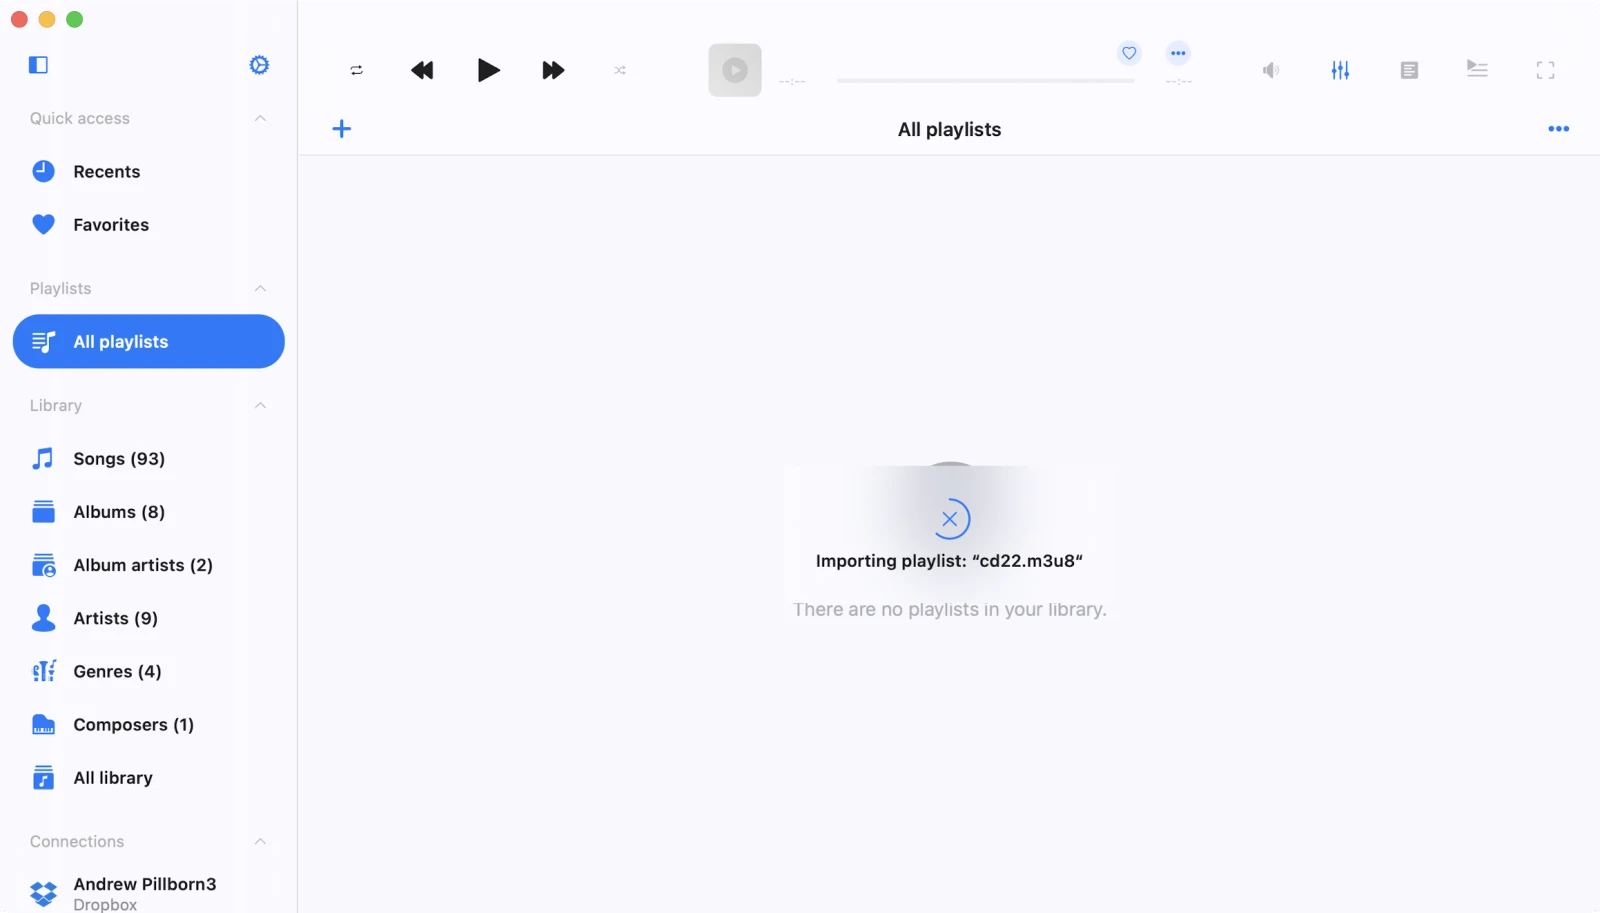 Quick access
Recents
Favorites
Playlists
All playlists
Library
Songs (93)
Albums (8)
Album artists (2)
Artists (9)
Genres (4)
Composers (1)
All library
Connections
Andrew Pillborn3
Dropbox
--:--
--:--
All playlists
Importing playlist: “cd22.m3u8“
There are no playlists in your library.